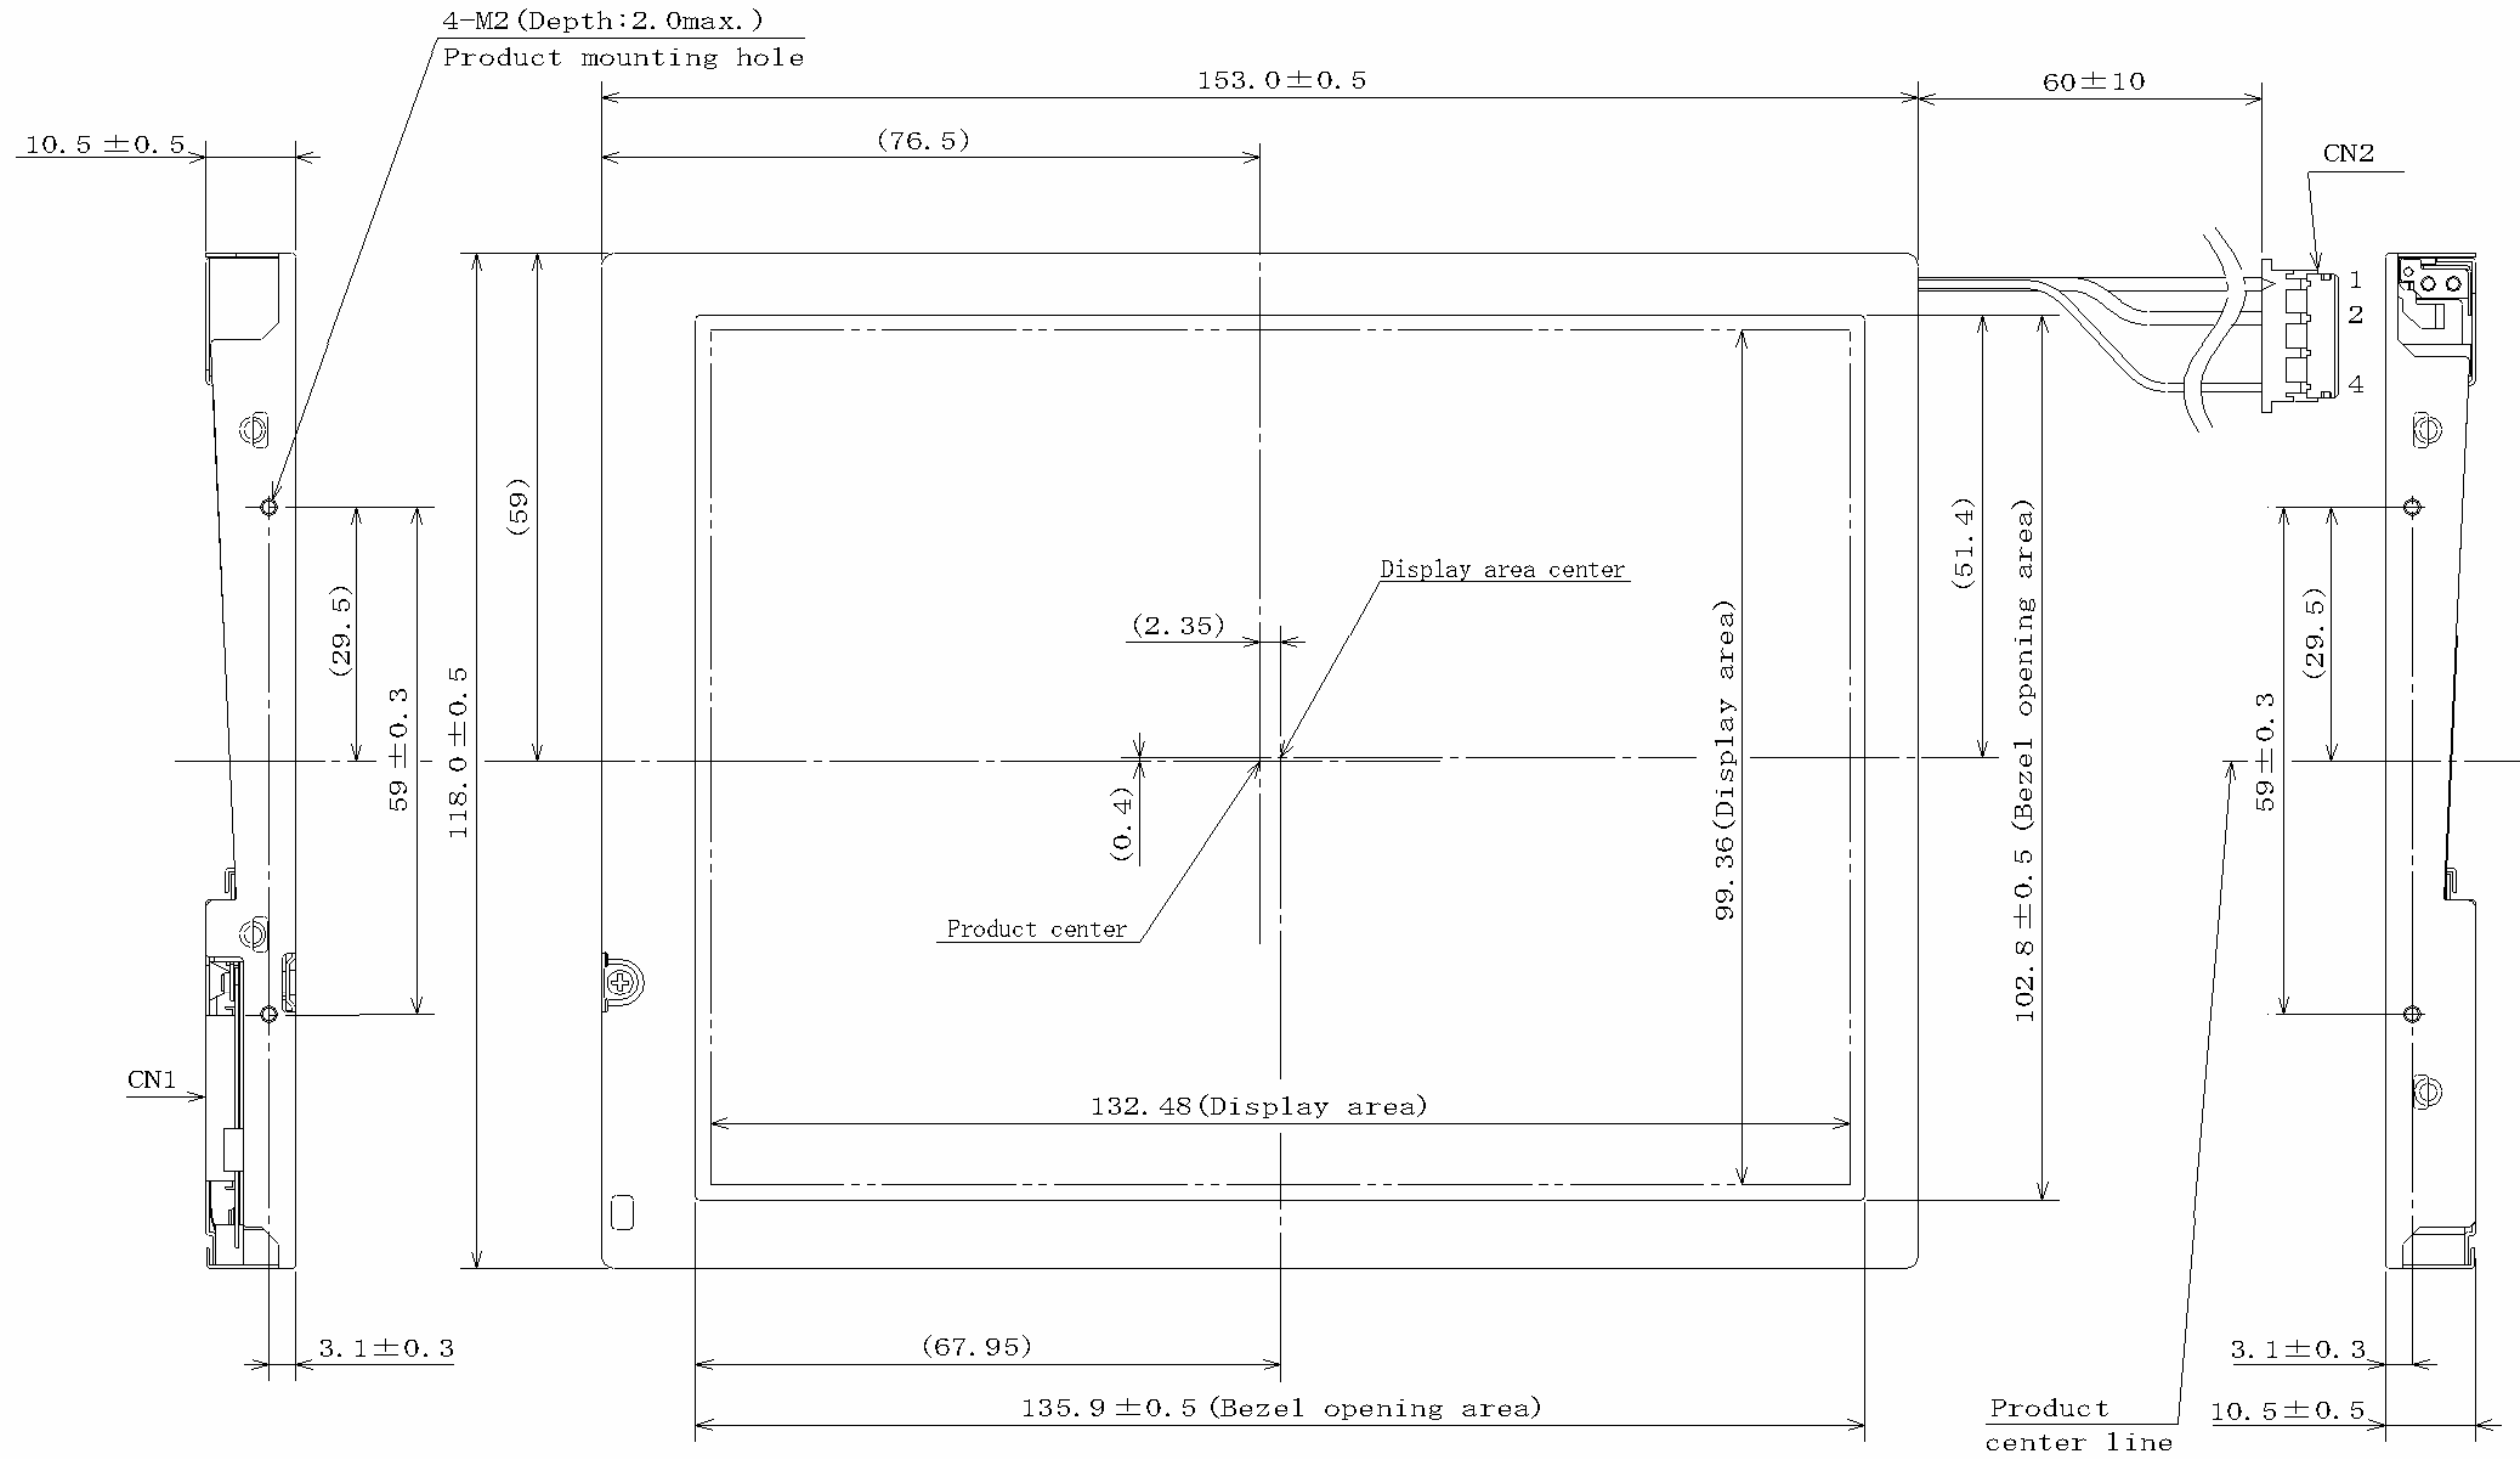 4-M2(Depth:2.0max.)
Product mounting hole
153.0±0.5
60±10
10.5±0.5
(76.5)
CN2
1
2
4
(59)
(51.4)
102.8±0.5(Bezel opening area)
Display area center
(2.35)
(29.5)
59±0.3
118.0±0.5
99.36(Display area)
(29.5)
59±0.3
(0.4)
Product center
CN1
132.48(Display area)
3.1±0.3
(67.95)
3.1±0.3
135.9±0.5(Bezel opening area)
Product
center line
10.5±0.5